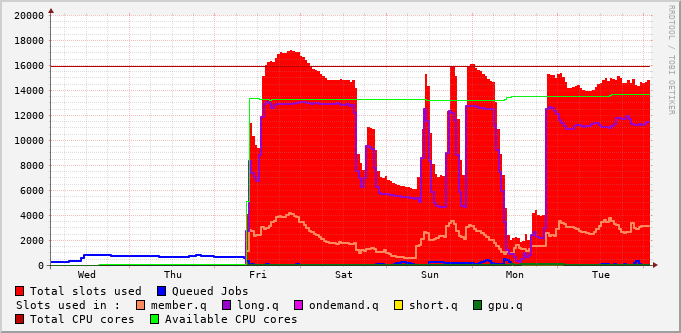 20000
18000
16000
14000
12000
10000
8000
6000
4000
2000
0
Wed Thu Fri Sat Sun Mon Tue
RRDTOOL / TOBI OETIKER
Total slots used Queued Jobs
Slots used in : member.q long.q ondemand.q short.q gpu.q
Total CPU cores Available CPU cores